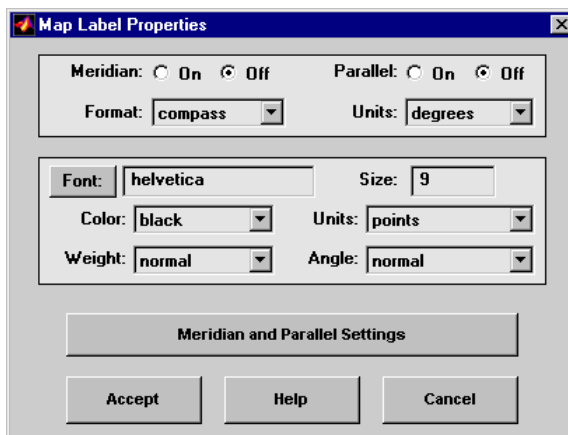 Map Label Properties
Meridian: On Off Parallel: On Off
Format: compass Units: degrees
Font: helvetica Size: 9
Color: black Units: points
Weight: normal Angle: normal
Meridian and Parallel Settings
Accept Help Cancel